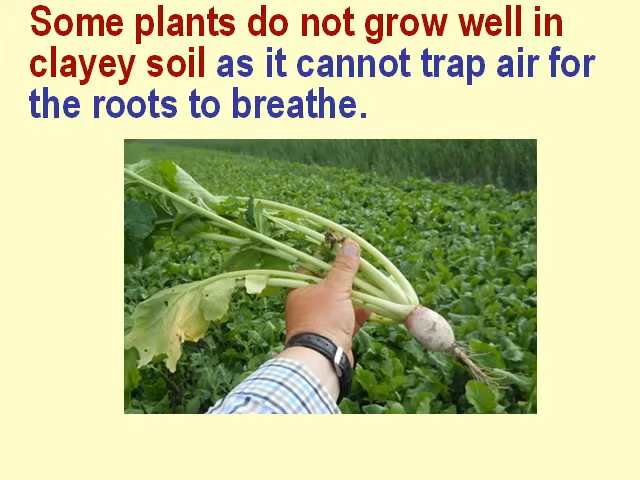 Some plants do not grow well in
clayey soil as it cannot trap air for
the roots to breathe.